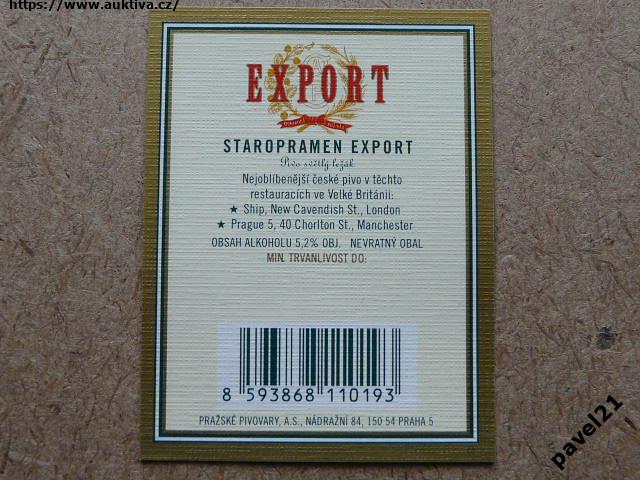 https://www.auktiva.cz/
EXPORT
STAROPRAMEN EXPORT
Pivo světlý ležák
Nejoblíbenější české pivo v těchto
restauracích ve Velké Británii:
★ Ship, New Cavendish St., London
★ Prague 5, 40 Chorlton St., Manchester
OBSAH ALKOHOLU 5,2% OBJ. NEVRATNÝ OBAL
MIN. TRVANLIVOST DO:
8 593868 110193
PRAŽSKÉ PIVOVARY, A.S., NÁDRAŽNÍ 84, 150 54 PRAHA 5
pavel21